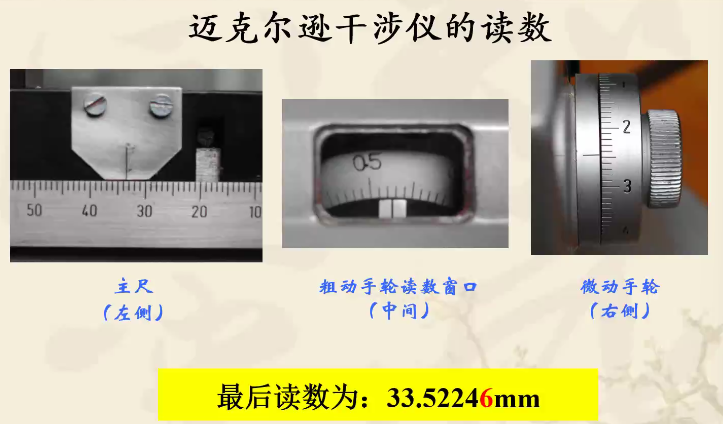 迈克尔逊干涉仪的读数
50 40 30 20 10
0.5
1
2
3
4
主尺
（左侧）
粗动手轮读数窗口
（中间）
微动手轮
（右侧）
最后读数为：33.52246mm